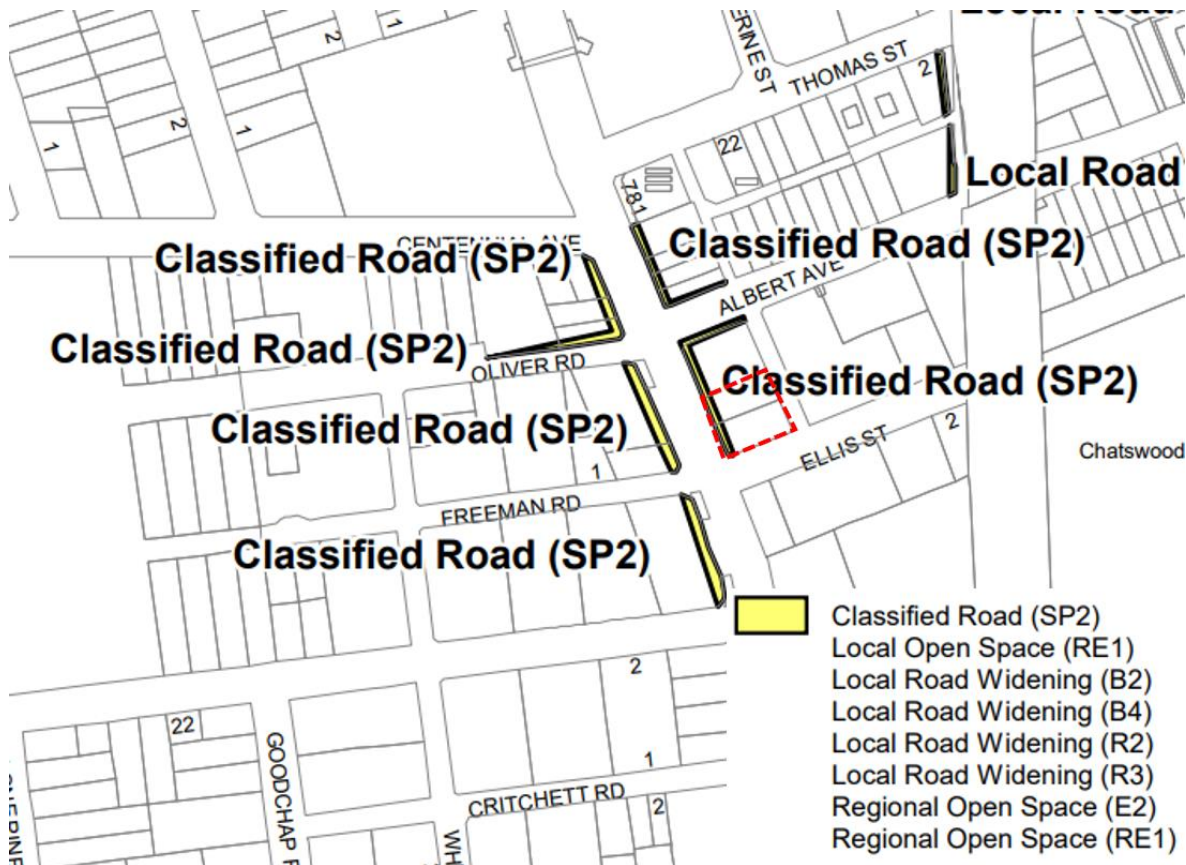 THOMAS ST
2
2
1
22
2
1
1
781
Local Road
Classified Road (SP2)
CENTENNIAL AVE
Classified Road (SP2)
ALBERT AVE
Classified Road (SP2)
OLIVER RD
Classified Road (SP2)
Classified Road (SP2)
ELLIS ST
2
Chatswood
1
FREEMAN RD
Classified Road (SP2)
Classified Road (SP2)
Local Open Space (RE1)
Local Road Widening (B2)
Local Road Widening (B4)
Local Road Widening (R2)
Local Road Widening (R3)
Regional Open Space (E2)
Regional Open Space (RE1)
2
22
1
CRITCHETT RD
2
GOODCHAP